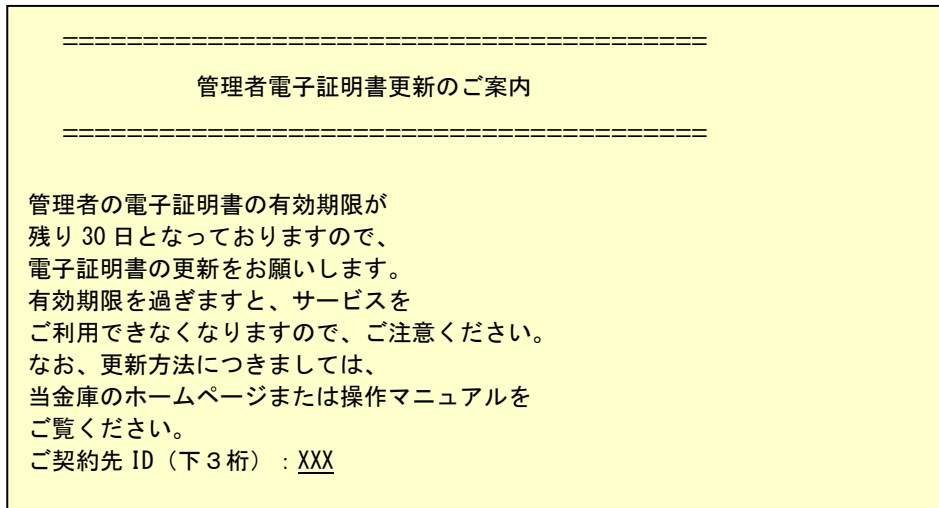 ========================================
管理者電子証明書更新のご案内
========================================
管理者の電子証明書の有効期限が
残り 30 日となっておりますので、
電子証明書の更新をお願いします。
有効期限を過ぎますと、サービスを
ご利用できなくなりますので、ご注意ください。
なお、更新方法につきましては、
当金庫のホームページまたは操作マニュアルを
ご覧ください。
ご契約先 ID（下３桁）：XXX